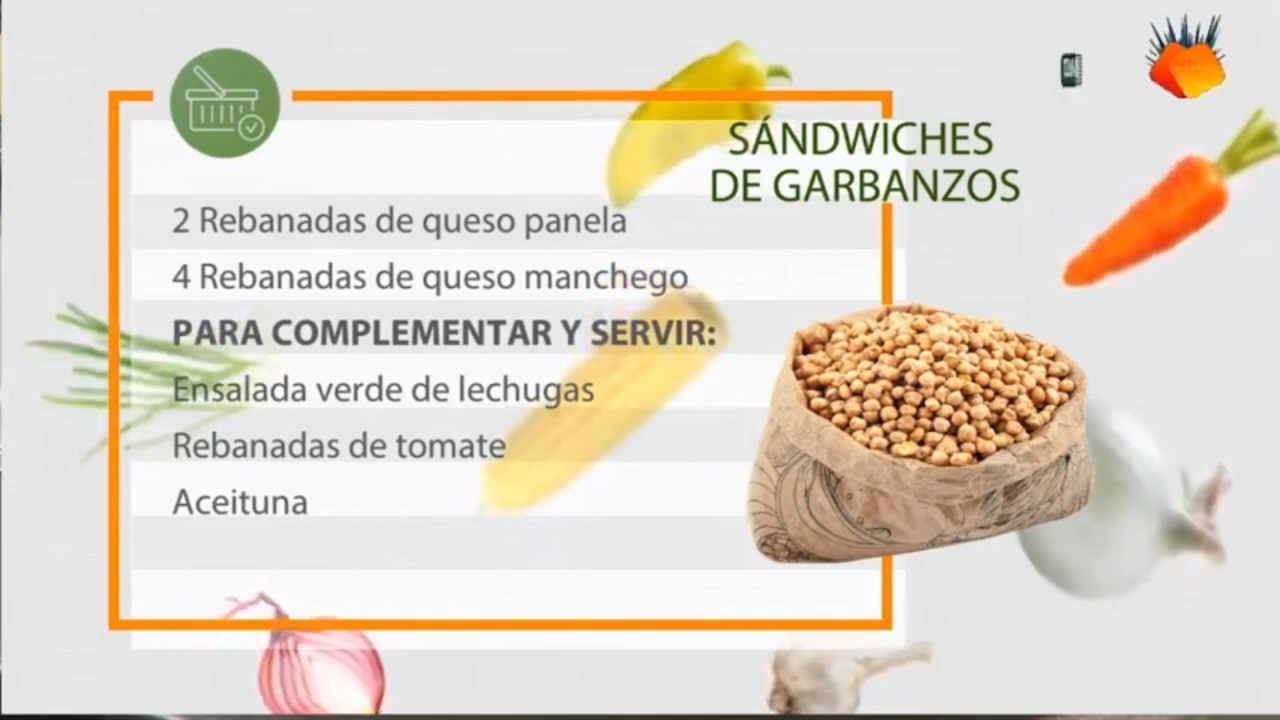 SÁNDWICHES
DE GARBANZOS
2 Rebanadas de queso panela
4 Rebanadas de queso manchego
PARA COMPLEMENTAR Y SERVIR:
Ensalada verde de lechugas
Rebanadas de tomate
Aceituna